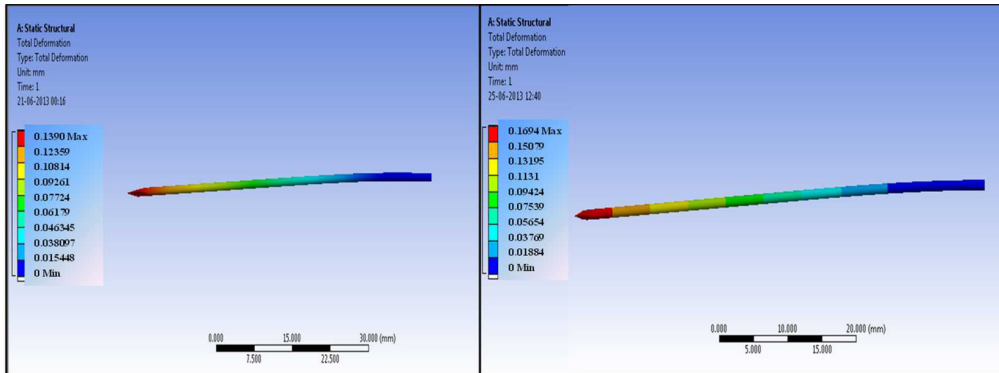 A: Static Structural
Total Deformation
Type: Total Deformation
Unit: mm
Time: 1
21-06-2013 00:16
0.1390 Max
0.12359
0.10814
0.09261
0.07724
0.06179
0.046345
0.038097
0.015448
0 Min
0.000 15.000 30.000 (mm)
7.500 22.500
A: Static Structural
Total Deformation
Type: Total Deformation
Unit: mm
Time: 1
25-06-2013 12:40
0.1694 Max
0.15079
0.13195
0.1131
0.09424
0.07539
0.05654
0.03769
0.01884
0 Min
0.000 10.000 20.000 (mm)
5.000 15.000